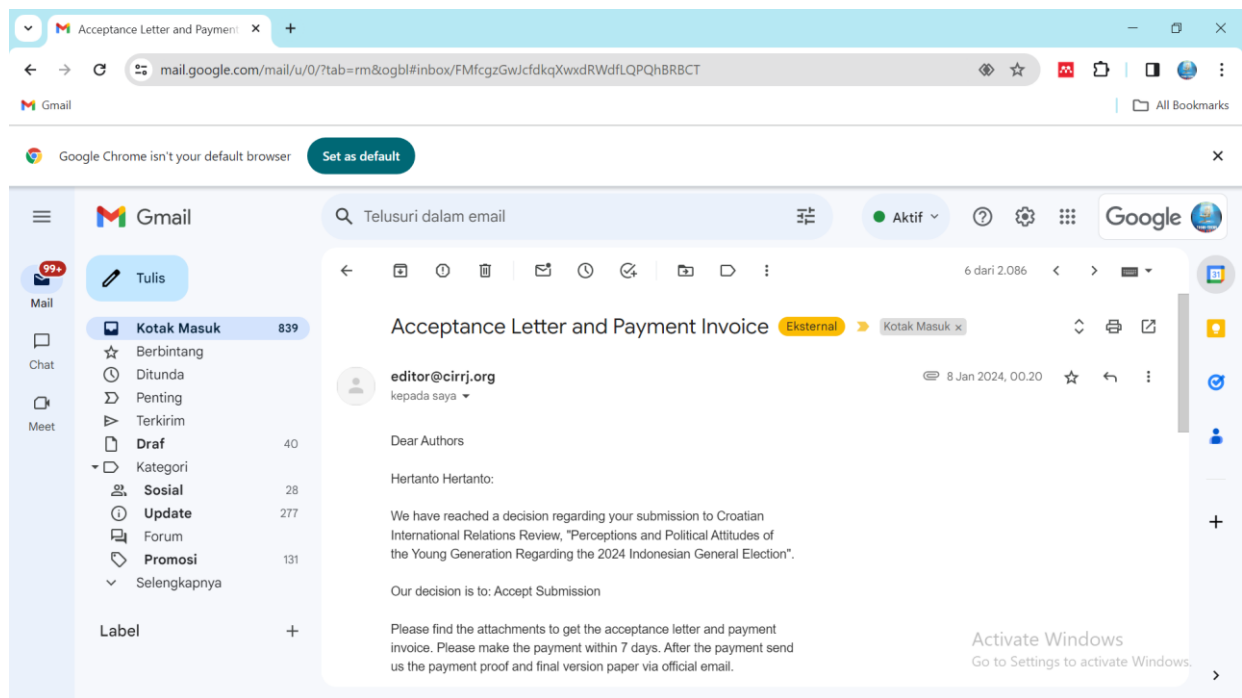 Acceptance Letter and Payment
mail.google.com/mail/u/0/?tab=rm&ogbl#inbox/FMfcgzGwJcfdkqXwxdRWdfLQPQhBRBCT
Gmail
All Bookmarks
Google Chrome isn't your default browser
Set as default
Gmail
Telusuri dalam email
Aktif
Google
99+
Mail
Chat
Meet
Tulis
Kotak Masuk 839
Berbintang
Ditunda
Penting
Terkirim
Draf 40
Kategori
Sosial 28
Update 277
Forum
Promosi 131
Selengkapnya
Label
6 dari 2.086
31
Acceptance Letter and Payment Invoice Eksternal Kotak Masuk x
editor@cirrj.org 8 Jan 2024, 00.20
kepada saya
Dear Authors
Hertanto Hertanto:
We have reached a decision regarding your submission to Croatian
International Relations Review, "Perceptions and Political Attitudes of
the Young Generation Regarding the 2024 Indonesian General Election".
Our decision is to: Accept Submission
Please find the attachments to get the acceptance letter and payment
invoice. Please make the payment within 7 days. After the payment send
us the payment proof and final version paper via official email.
Activate Windows
Go to Settings to activate Windows.